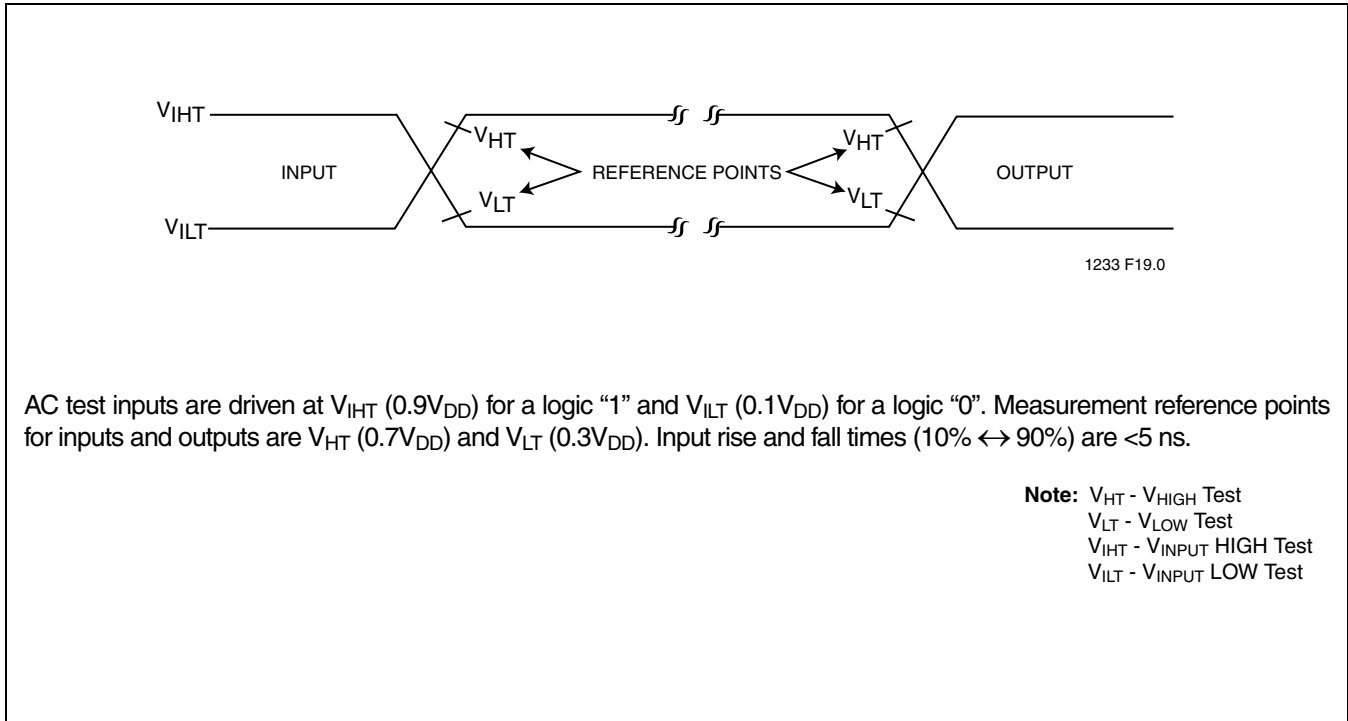 VIHT
VHT
VHT
INPUT
REFERENCE POINTS
OUTPUT
VLT
VLT
VILT
1233 F19.0
AC test inputs are driven at VIHT (0.9VDD) for a logic “1” and VILT (0.1VDD) for a logic “0”. Measurement reference points
for inputs and outputs are VHT (0.7VDD) and VLT (0.3VDD). Input rise and fall times (10% ↔ 90%) are <5 ns.
Note: VHT - VHIGH Test
VLT - VLOW Test
VIHT - VINPUT HIGH Test
VILT - VINPUT LOW Test